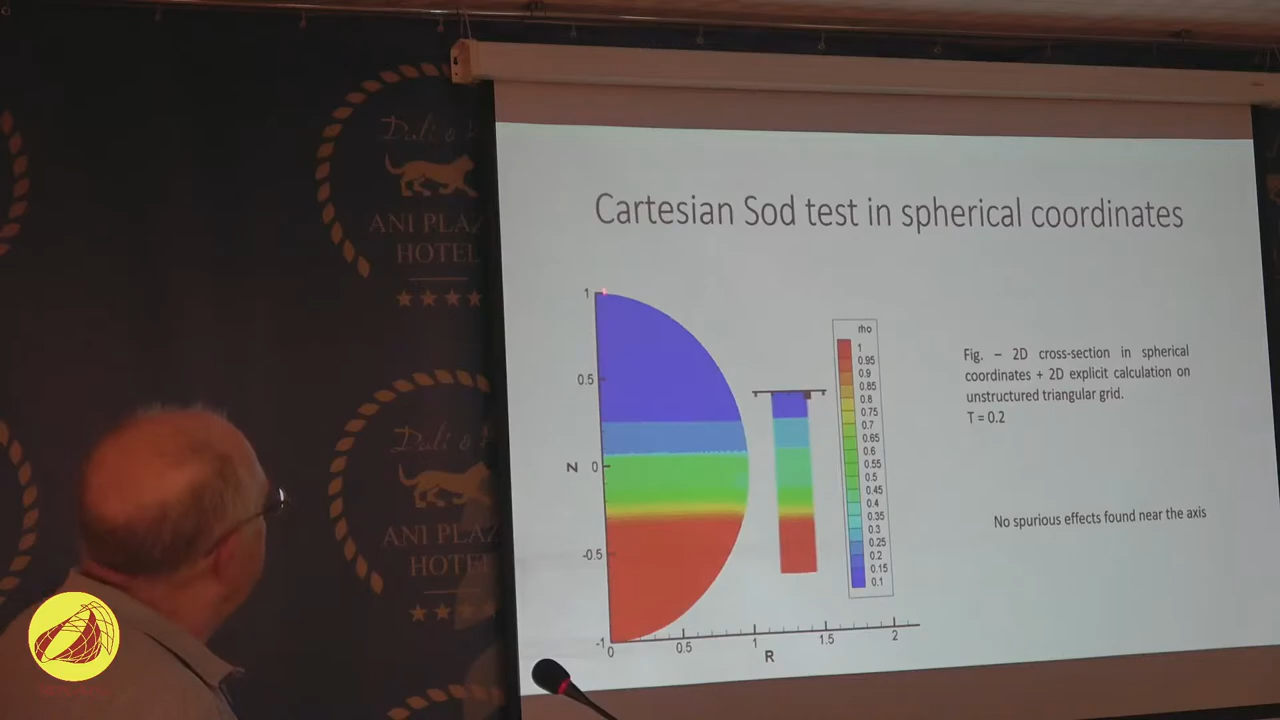 Duli &
ANI PLAZ
HOTEL
Duli &
ANI PLAZ
HOTEL
Cartesian Sod test in spherical coordinates
1
0.5
N
0
-0.5
-1
0
0.5
1
1.5
2
R
rho
1
0.95
0.9
0.85
0.8
0.75
0.7
0.65
0.6
0.55
0.5
0.45
0.4
0.35
0.3
0.25
0.2
0.15
0.1
Fig. – 2D cross-section in spherical
coordinates + 2D explicit calculation on
unstructured triangular grid.
T = 0.2
No spurious effects found near the axis